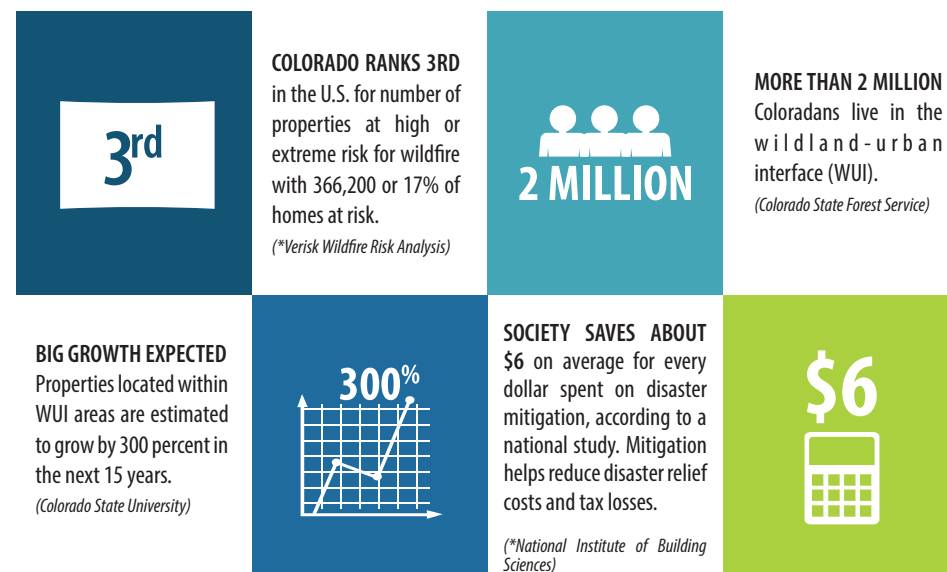 3rd
COLORADO RANKS 3RD
in the U.S. for number of
properties at high or
extreme risk for wildfire
with 366,200 or 17% of
homes at risk.
(*Verisk Wildfire Risk Analysis)
2 MILLION
MORE THAN 2 MILLION
Coloradans live in the
wildland-urban
interface (WUI).
(Colorado State Forest Service)
BIG GROWTH EXPECTED
Properties located within
WUI areas are estimated
to grow by 300 percent in
the next 15 years.
(Colorado State University)
300%
SOCIETY SAVES ABOUT
$6 on average for every
dollar spent on disaster
mitigation, according to a
national study. Mitigation
helps reduce disaster relief
costs and tax losses.
(*National Institute of Building
Sciences)
$6